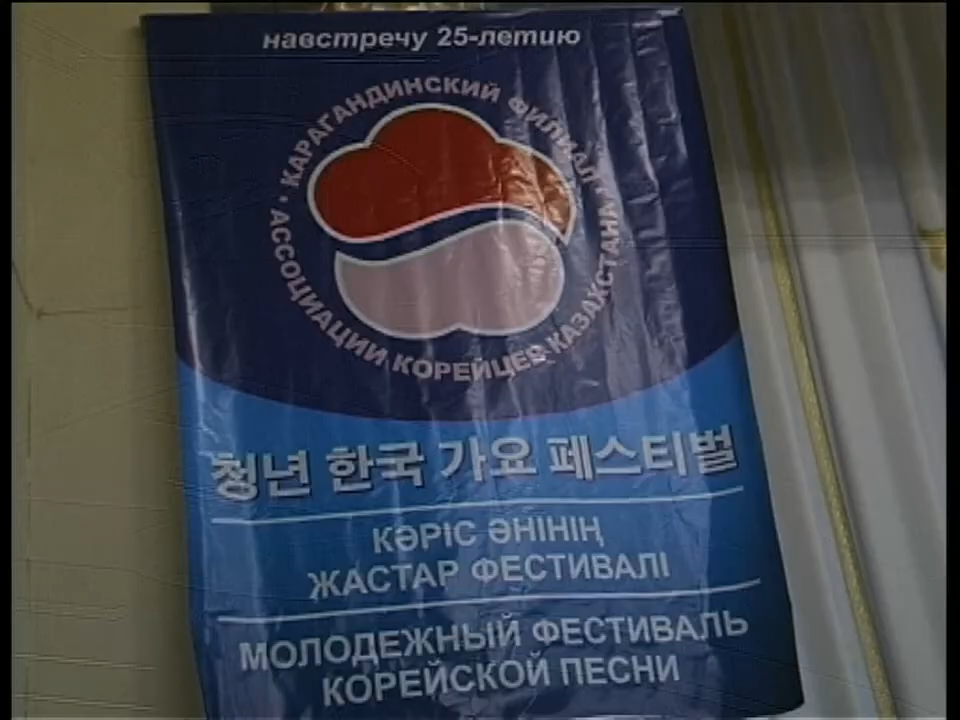 навстречу 25-летию
КАРАГАНДИНСКИЙ ФИЛИАЛ
• АССОЦИАЦИИ КОРЕЙЦЕВ КАЗАХСТАНА •
청년 한국 가요 페스티벌
КӘРІС ӘНІНІҢ
ЖАСТАР ФЕСТИВАЛІ
МОЛОДЕЖНЫЙ ФЕСТИВАЛЬ
КОРЕЙСКОЙ ПЕСНИ